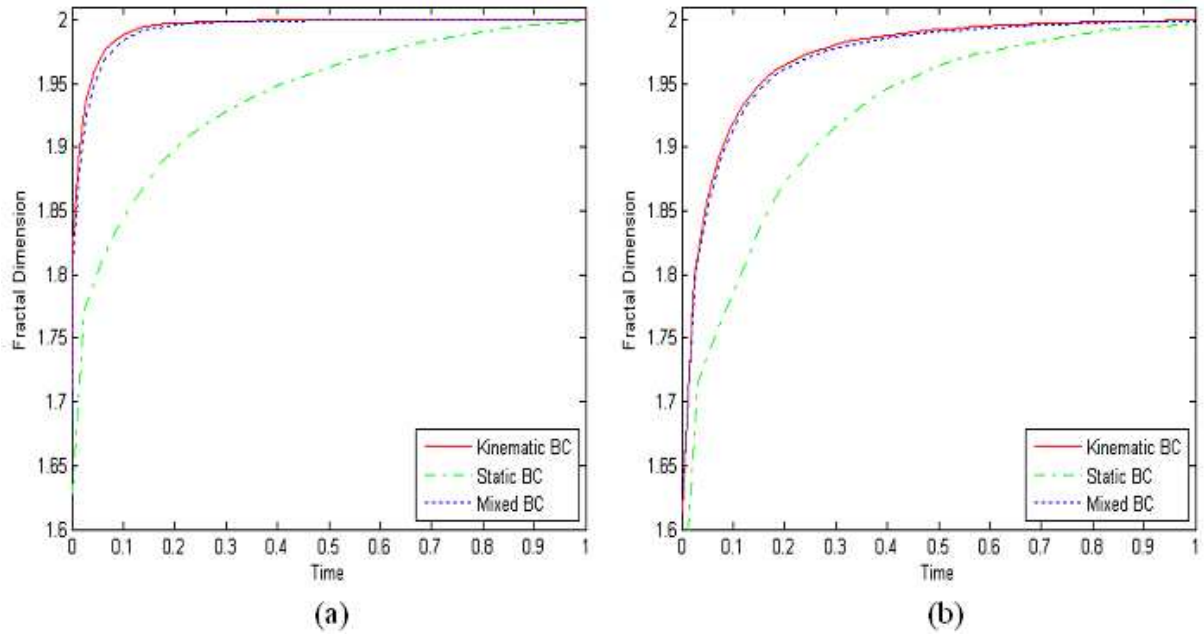 2
1.95
1.9
1.85
1.8
1.75
1.7
1.65
1.6
Fractal Dimension
0 0.1 0.2 0.3 0.4 0.5 0.6 0.7 0.8 0.9 1
Time
Kinematic BC
Static BC
Mixed BC
(a)
2
1.95
1.9
1.85
1.8
1.75
1.7
1.65
1.6
Fractal Dimension
0 0.1 0.2 0.3 0.4 0.5 0.6 0.7 0.8 0.9 1
Time
Kinematic BC
Static BC
Mixed BC
(b)